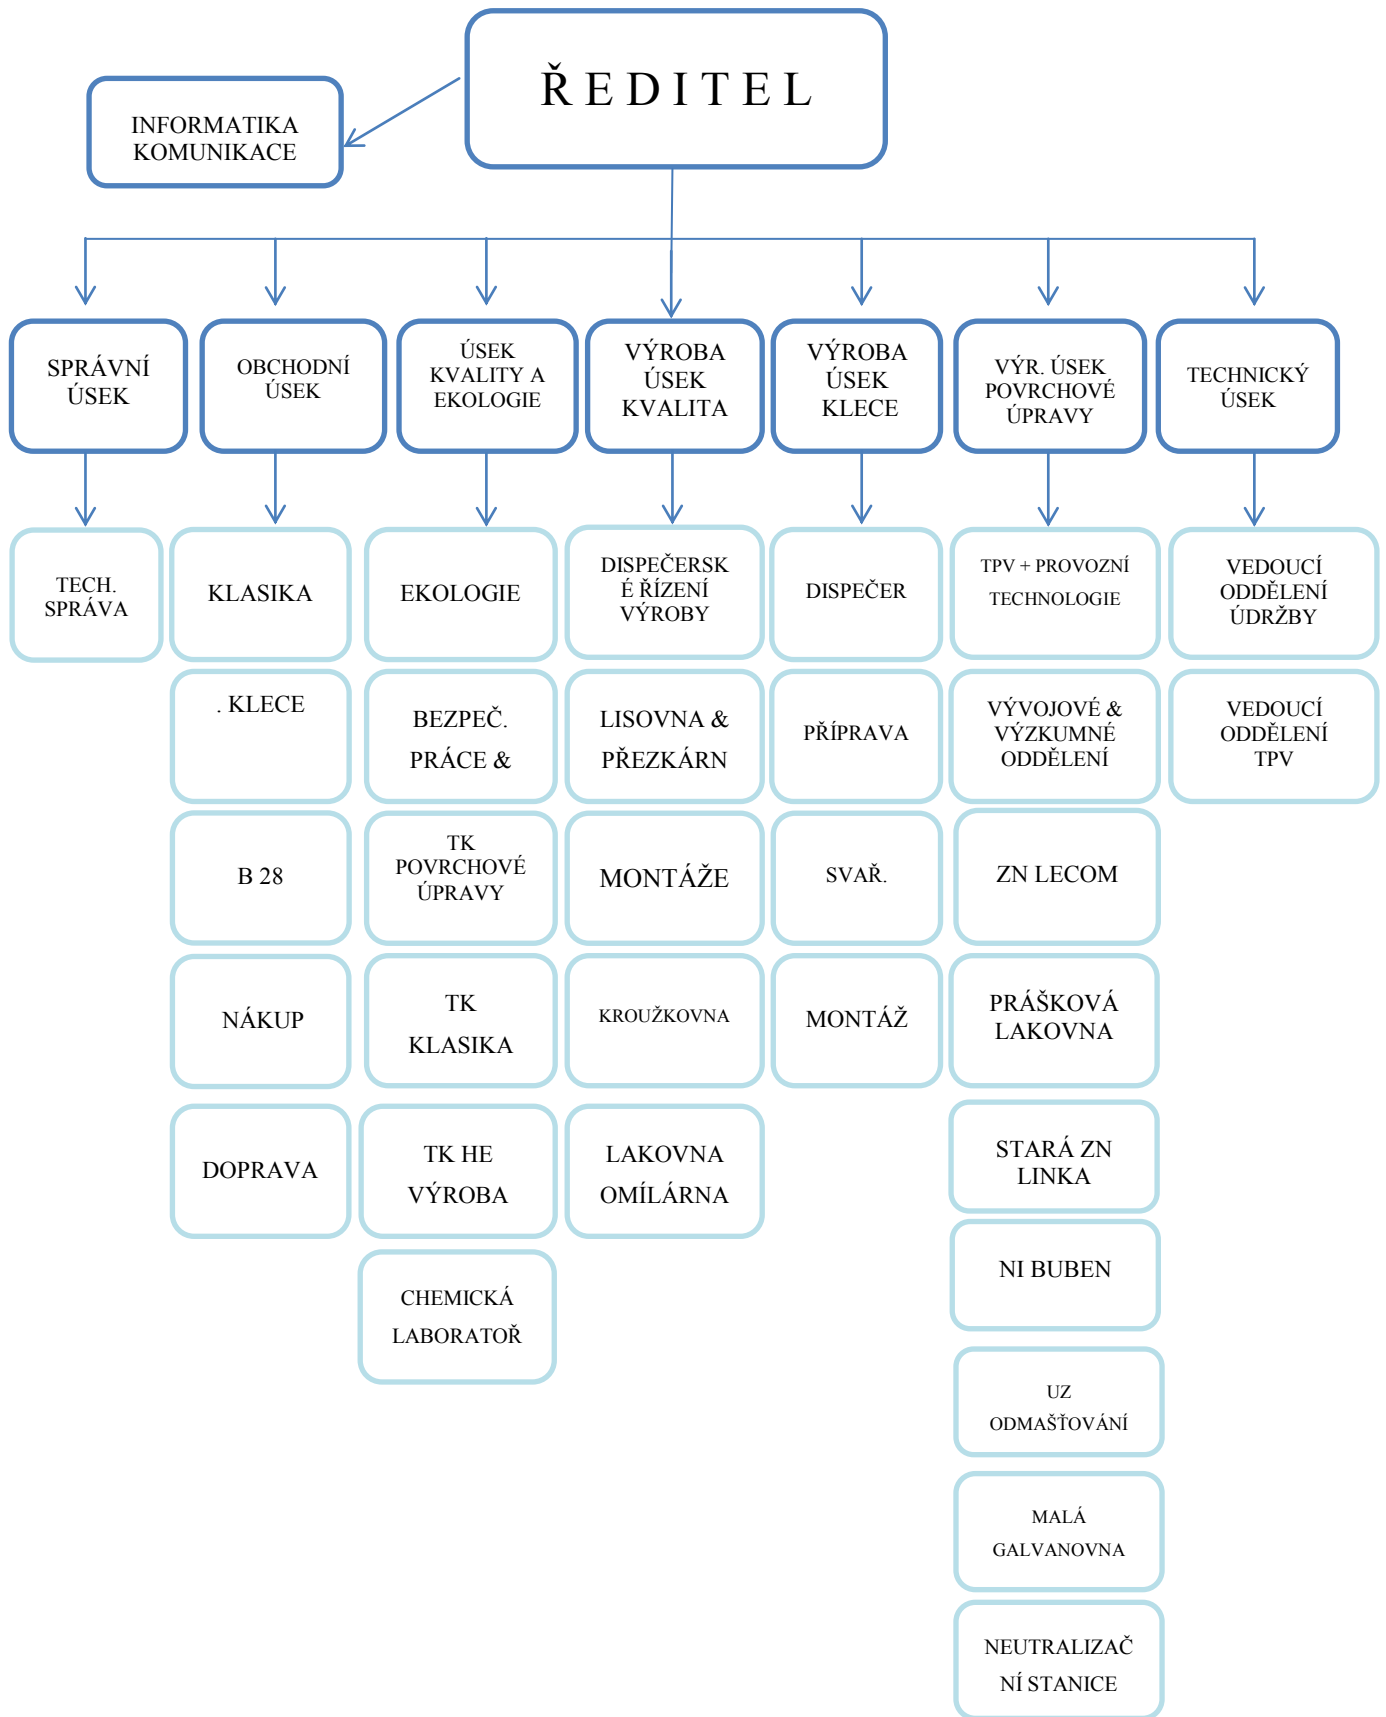 Ř E D I T E L
INFORMATIKA
KOMUNIKACE
SPRÁVNÍ
ÚSEK
OBCHODNÍ
ÚSEK
ÚSEK
KVALITY A
EKOLOGIE
VÝROBA
ÚSEK
KVALITA
VÝROBA
ÚSEK
KLECE
VÝR. ÚSEK
POVRCHOVÉ
ÚPRAVY
TECHNICKÝ
ÚSEK
TECH.
SPRÁVA
KLASIKA
EKOLOGIE
DISPEČERSK
É ŘÍZENÍ
VÝROBY
DISPEČER
TPV + PROVOZNÍ
TECHNOLOGIE
VEDOUCÍ
ODDĚLENÍ
ÚDRŽBY
. KLECE
BEZPEČ.
PRÁCE &
LISOVNA &
PŘEZKÁRN
PŘÍPRAVA
VÝVOJOVÉ &
VÝZKUMNÉ
ODDĚLENÍ
VEDOUCÍ
ODDĚLENÍ
TPV
B 28
TK
POVRCHOVÉ
ÚPRAVY
MONTÁŽE
SVAŘ.
ZN LECOM
NÁKUP
TK
KLASIKA
KROUŽKOVNA
MONTÁŽ
PRÁŠKOVÁ
LAKOVNA
DOPRAVA
TK HE
VÝROBA
LAKOVNA
OMÍLÁRNA
STARÁ ZN
LINKA
CHEMICKÁ
LABORATOŘ
NI BUBEN
UZ
ODMAŠŤOVÁNÍ
MALÁ
GALVANOVNA
NEUTRALIZAČ
NÍ STANICE